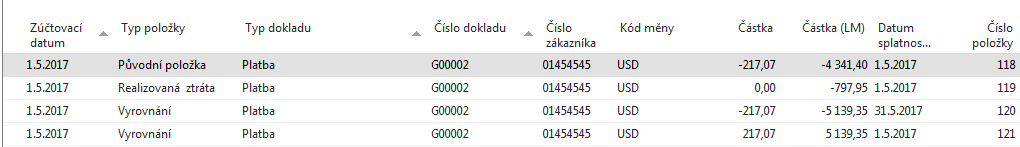 Zúčtovací datum Typ položky Typ dokladu Číslo dokladu Číslo zákazníka Kód měny Částka Částka (LM) Datum splatnos... Číslo položky
1.5.2017 Původní položka Platba G00002 01454545 USD -217,07 -4 341,40 1.5.2017 118
1.5.2017 Realizovaná ztráta Platba G00002 01454545 USD 0,00 -797,95 1.5.2017 119
1.5.2017 Vyrovnání Platba G00002 01454545 USD -217,07 -5 139,35 31.5.2017 120
1.5.2017 Vyrovnání Platba G00002 01454545 USD 217,07 5 139,35 1.5.2017 121